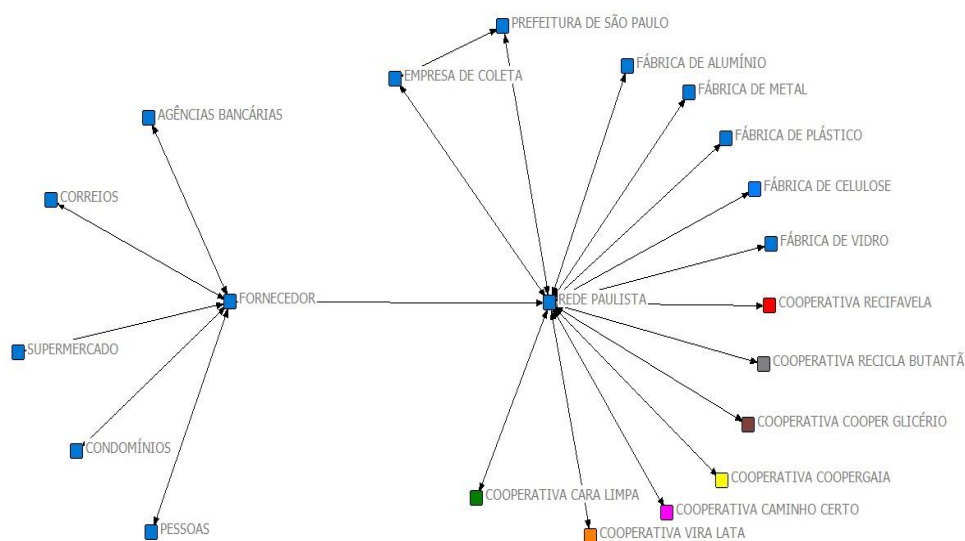 PREFEITURA DE SÃO PAULO
EMPRESA DE COLETA
FÁBRICA DE ALUMÍNIO
FÁBRICA DE METAL
AGÊNCIAS BANCÁRIAS
FÁBRICA DE PLÁSTICO
FÁBRICA DE CELULOSE
CORREIOS
FÁBRICA DE VIDRO
FORNECEDOR
REDE PAULISTA
COOPERATIVA RECIFAVELA
SUPERMERCADO
COOPERATIVA RECICLA BUTANTÃ
COOPERATIVA COOPER GLICÉRIO
CONDOMÍNIOS
COOPERATIVA COOPERGAIA
COOPERATIVA CARA LIMPA
COOPERATIVA CAMINHO CERTO
PESSOAS
COOPERATIVA VIRA LATA